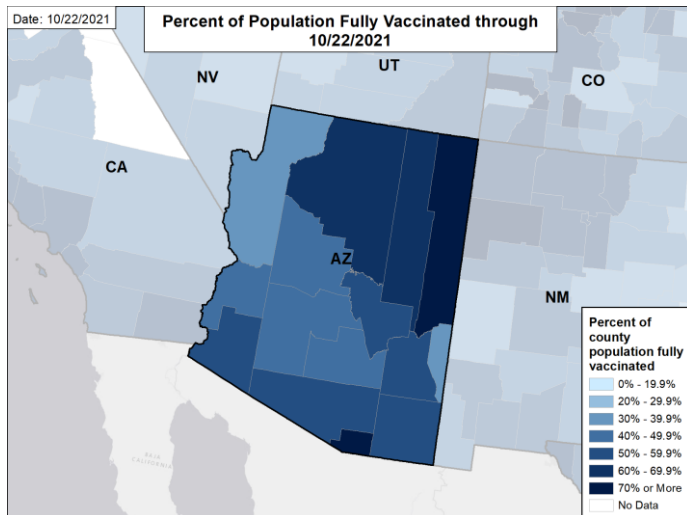 Date: 10/22/2021
Percent of Population Fully Vaccinated through
10/22/2021
NV
UT
CO
CA
AZ
NM
BAJA
CALIFORNIA
Percent of
county
population fully
vaccinated
0% - 19.9%
20% - 29.9%
30% - 39.9%
40% - 49.9%
50% - 59.9%
60% - 69.9%
70% or More
No Data